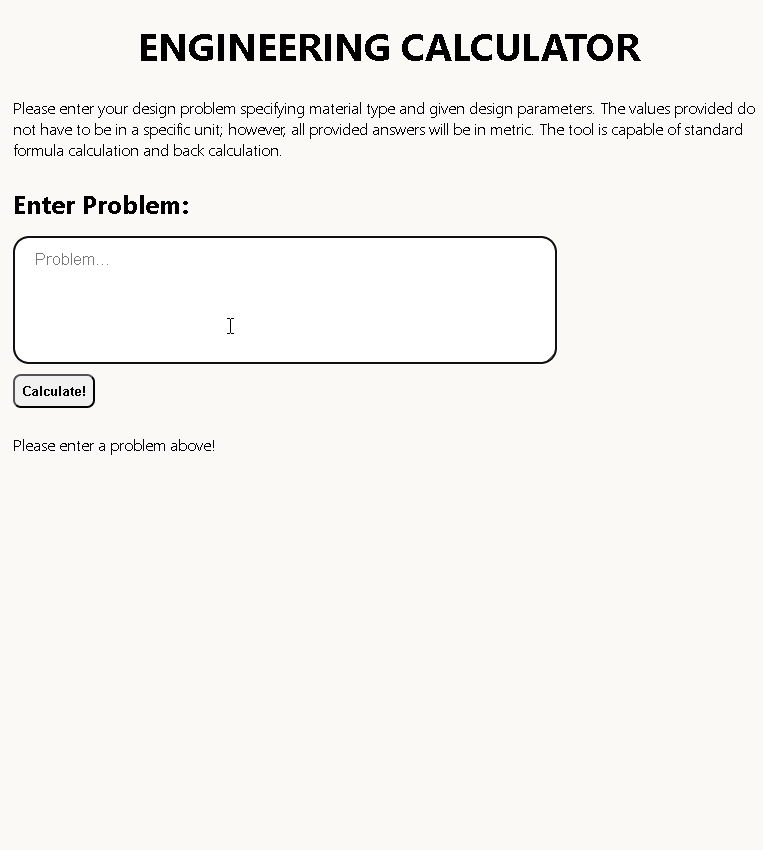 ENGINEERING CALCULATOR
Please enter your design problem specifying material type and given design parameters. The values provided do
not have to be in a specific unit; however, all provided answers will be in metric. The tool is capable of standard
formula calculation and back calculation.
Enter Problem:
Problem...
Calculate!
Please enter a problem above!